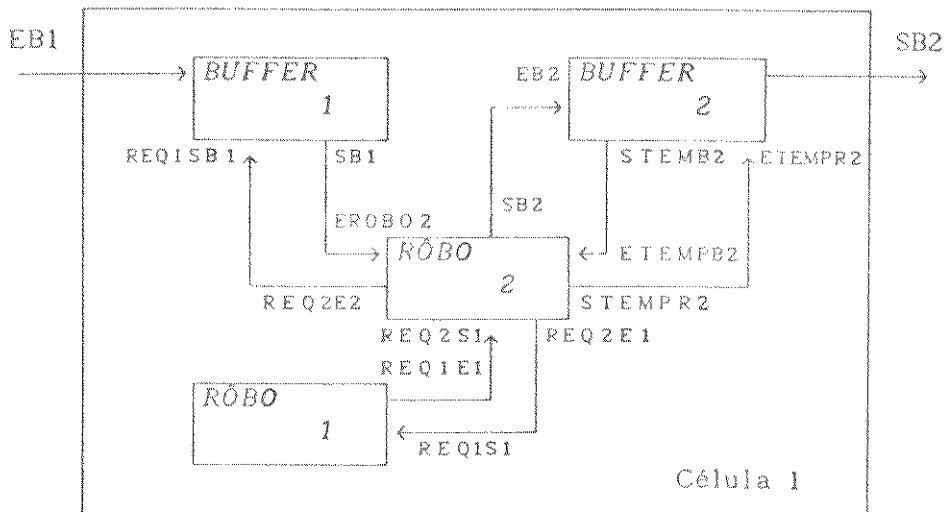 EB1
SB2
BUFFER
1
EB2
BUFFER
2
REQ1SB1
SB1
STEMB2
ETEMPR2
SB2
EROBO2
RÔBO
2
ETEMPB2
REQ2E2
STEMPR2
REQ2S1
REQ2E1
REQ1E1
RÔBO
1
REQ1S1
Célula 1